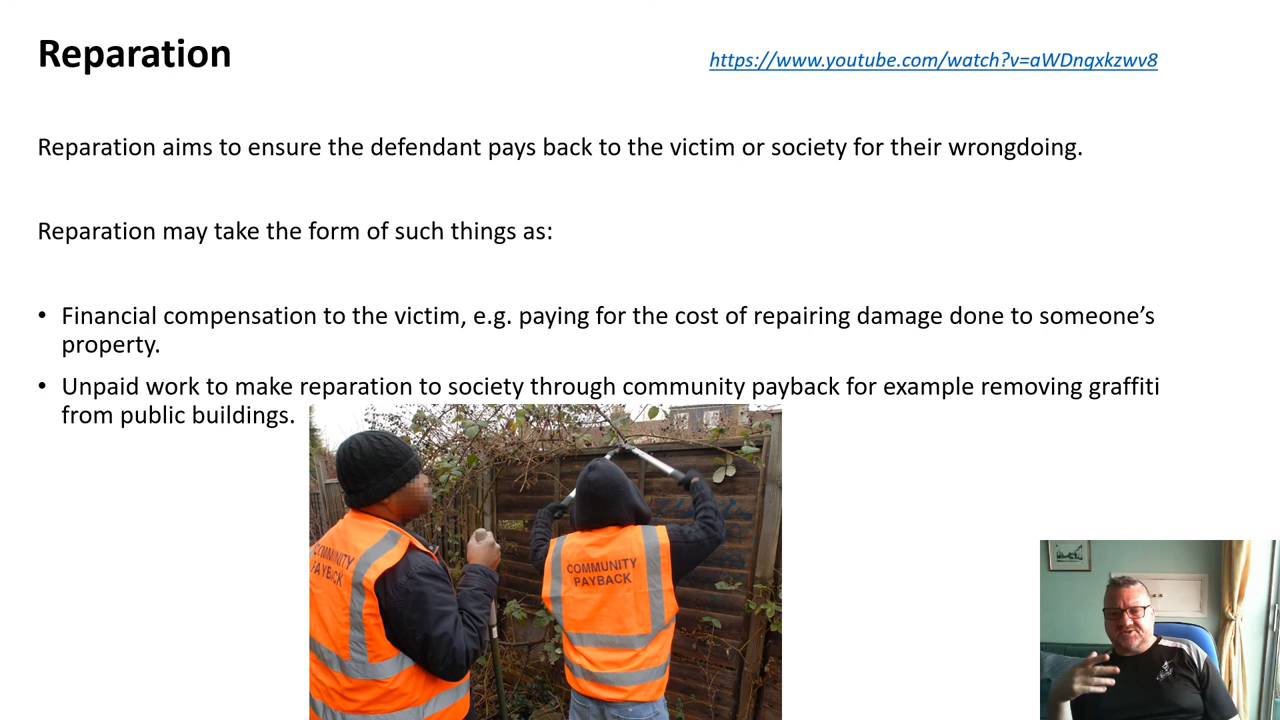 Reparation
https://www.youtube.com/watch?v=aWDngxkzwv8
Reparation aims to ensure the defendant pays back to the victim or society for their wrongdoing.
Reparation may take the form of such things as:
• Financial compensation to the victim, e.g. paying for the cost of repairing damage done to someone’s
property.
• Unpaid work to make reparation to society through community payback for example removing graffiti
from public buildings.
COMMUNITY
PAYBACK
COMMUNITY
PAYBACK